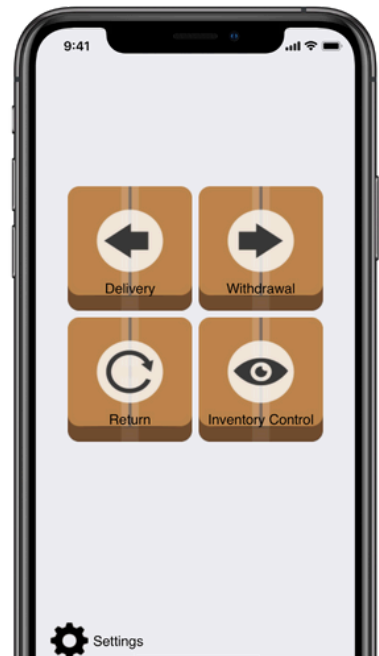 9:41
Delivery
Withdrawal
Return
Inventory Control
Settings